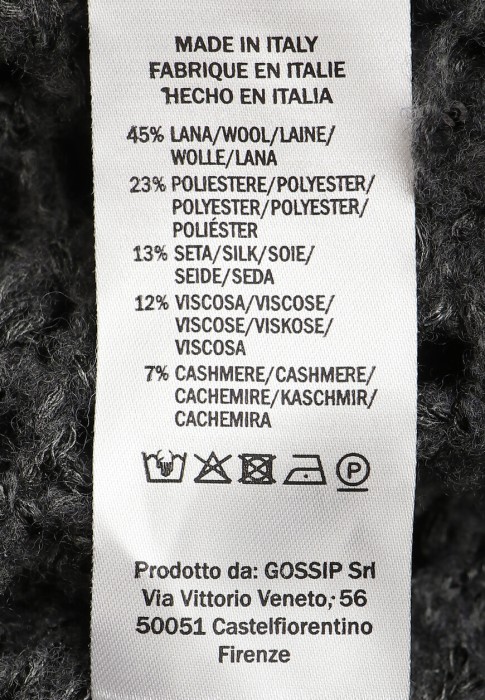 MADE IN ITALY
FABRIQUE EN ITALIE
HECHO EN ITALIA
45% LANA/WOOL/LAINE/
WOLLE/LANA
23% POLIESTERE/POLYESTER/
POLYESTER/POLYESTER/
POLIÉSTER
13% SETA/SILK/SOIE/
SEIDE/SEDA
12% VISCOSA/VISCOSE/
VISCOSE/VISKOSE/
VISCOSA
7% CASHMERE/CASHMERE/
CACHEMIRE/KASCHMIR/
CACHEMIRA
P
Prodotto da: GOSSIP Srl
Via Vittorio Veneto, 56
50051 Castelfiorentino
Firenze